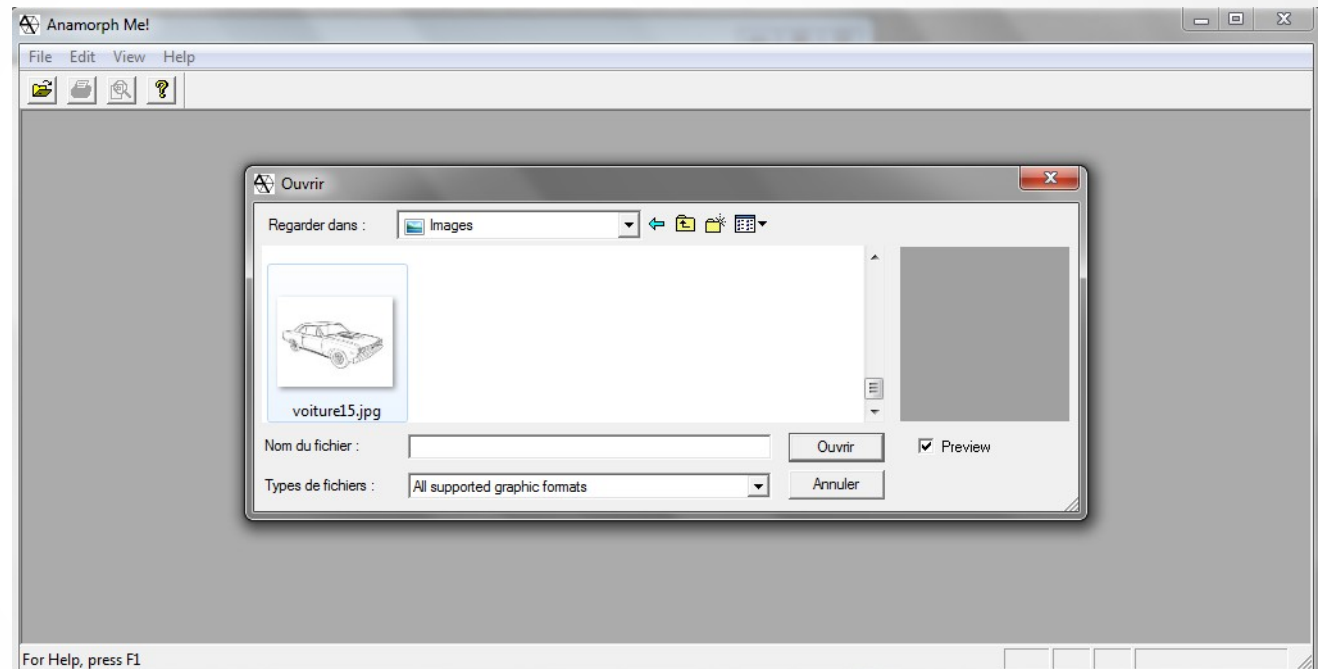 Anamorph Me!
File Edit View Help
Ouvrir
Regarder dans :
Images
voiture15.jpg
Nom du fichier :
Ouvrir
Preview
Types de fichiers :
All supported graphic formats
Annuler
For Help, press F1